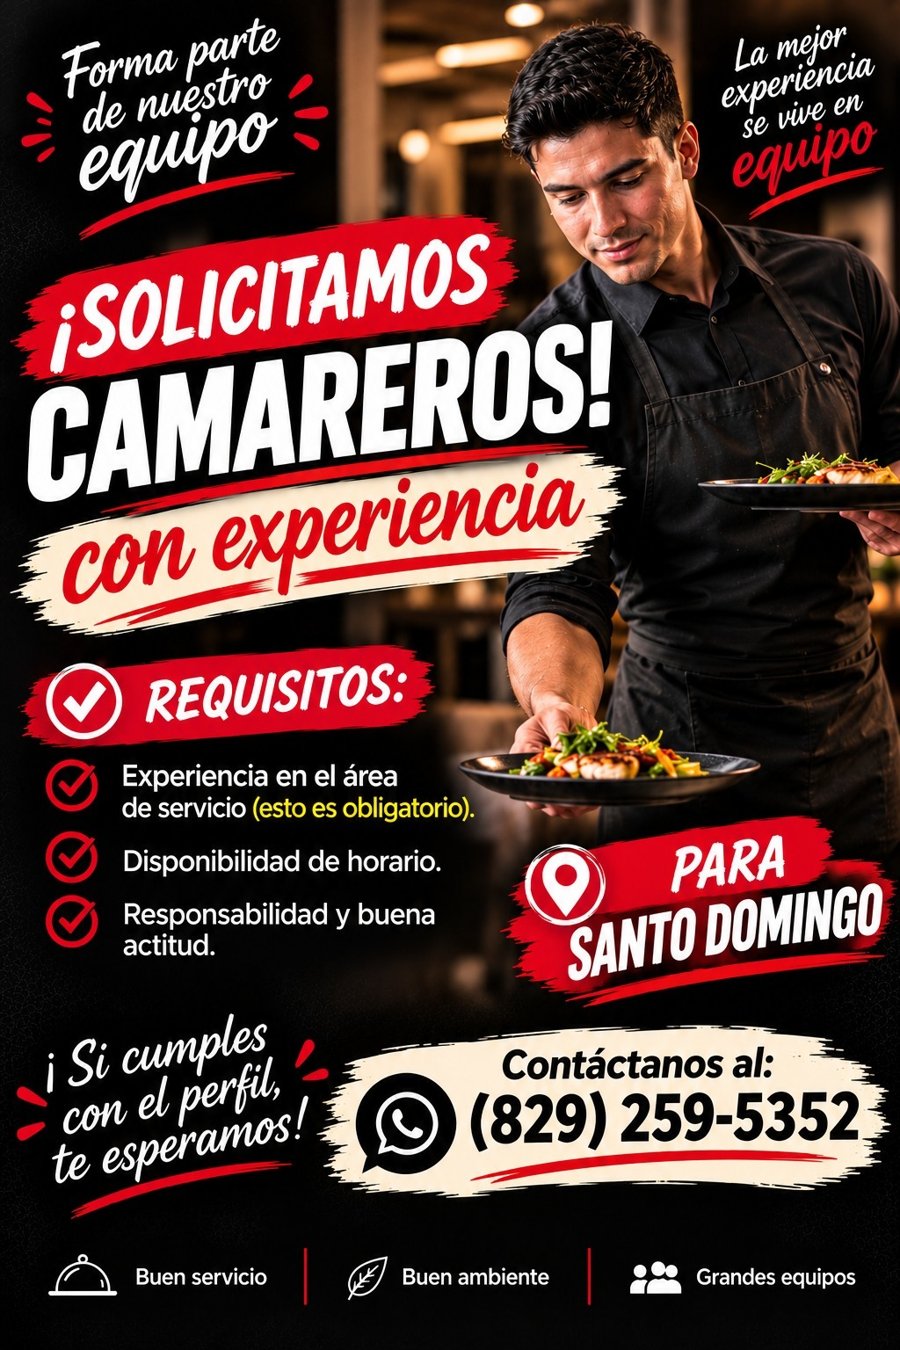 Forma parte
de nuestro
equipo
La mejor
experiencia
se vive en
equipo
¡SOLICITAMOS
CAMAREROS!
con experiencia
REQUISITOS:
Experiencia en el área
de servicio (esto es obligatorio).
Disponibilidad de horario.
Responsabilidad y buena
actitud.
PARA
SANTO DOMINGO
¡Si cumples
con el perfil,
te esperamos!
Contáctanos al:
(829) 259-5352
Buen servicio
Buen ambiente
Grandes equipos